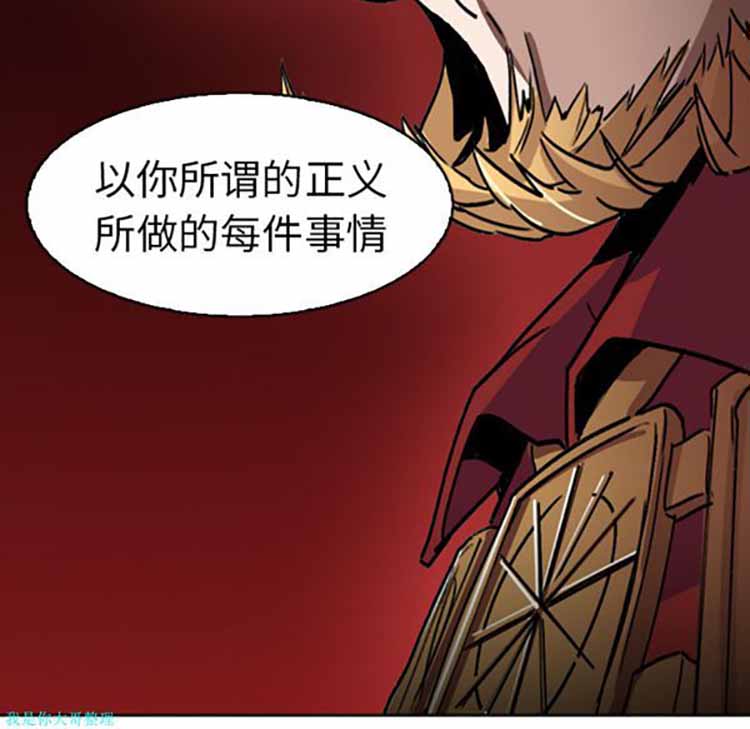 以你所谓的正义
所做的每件事情
我是你大哥整理